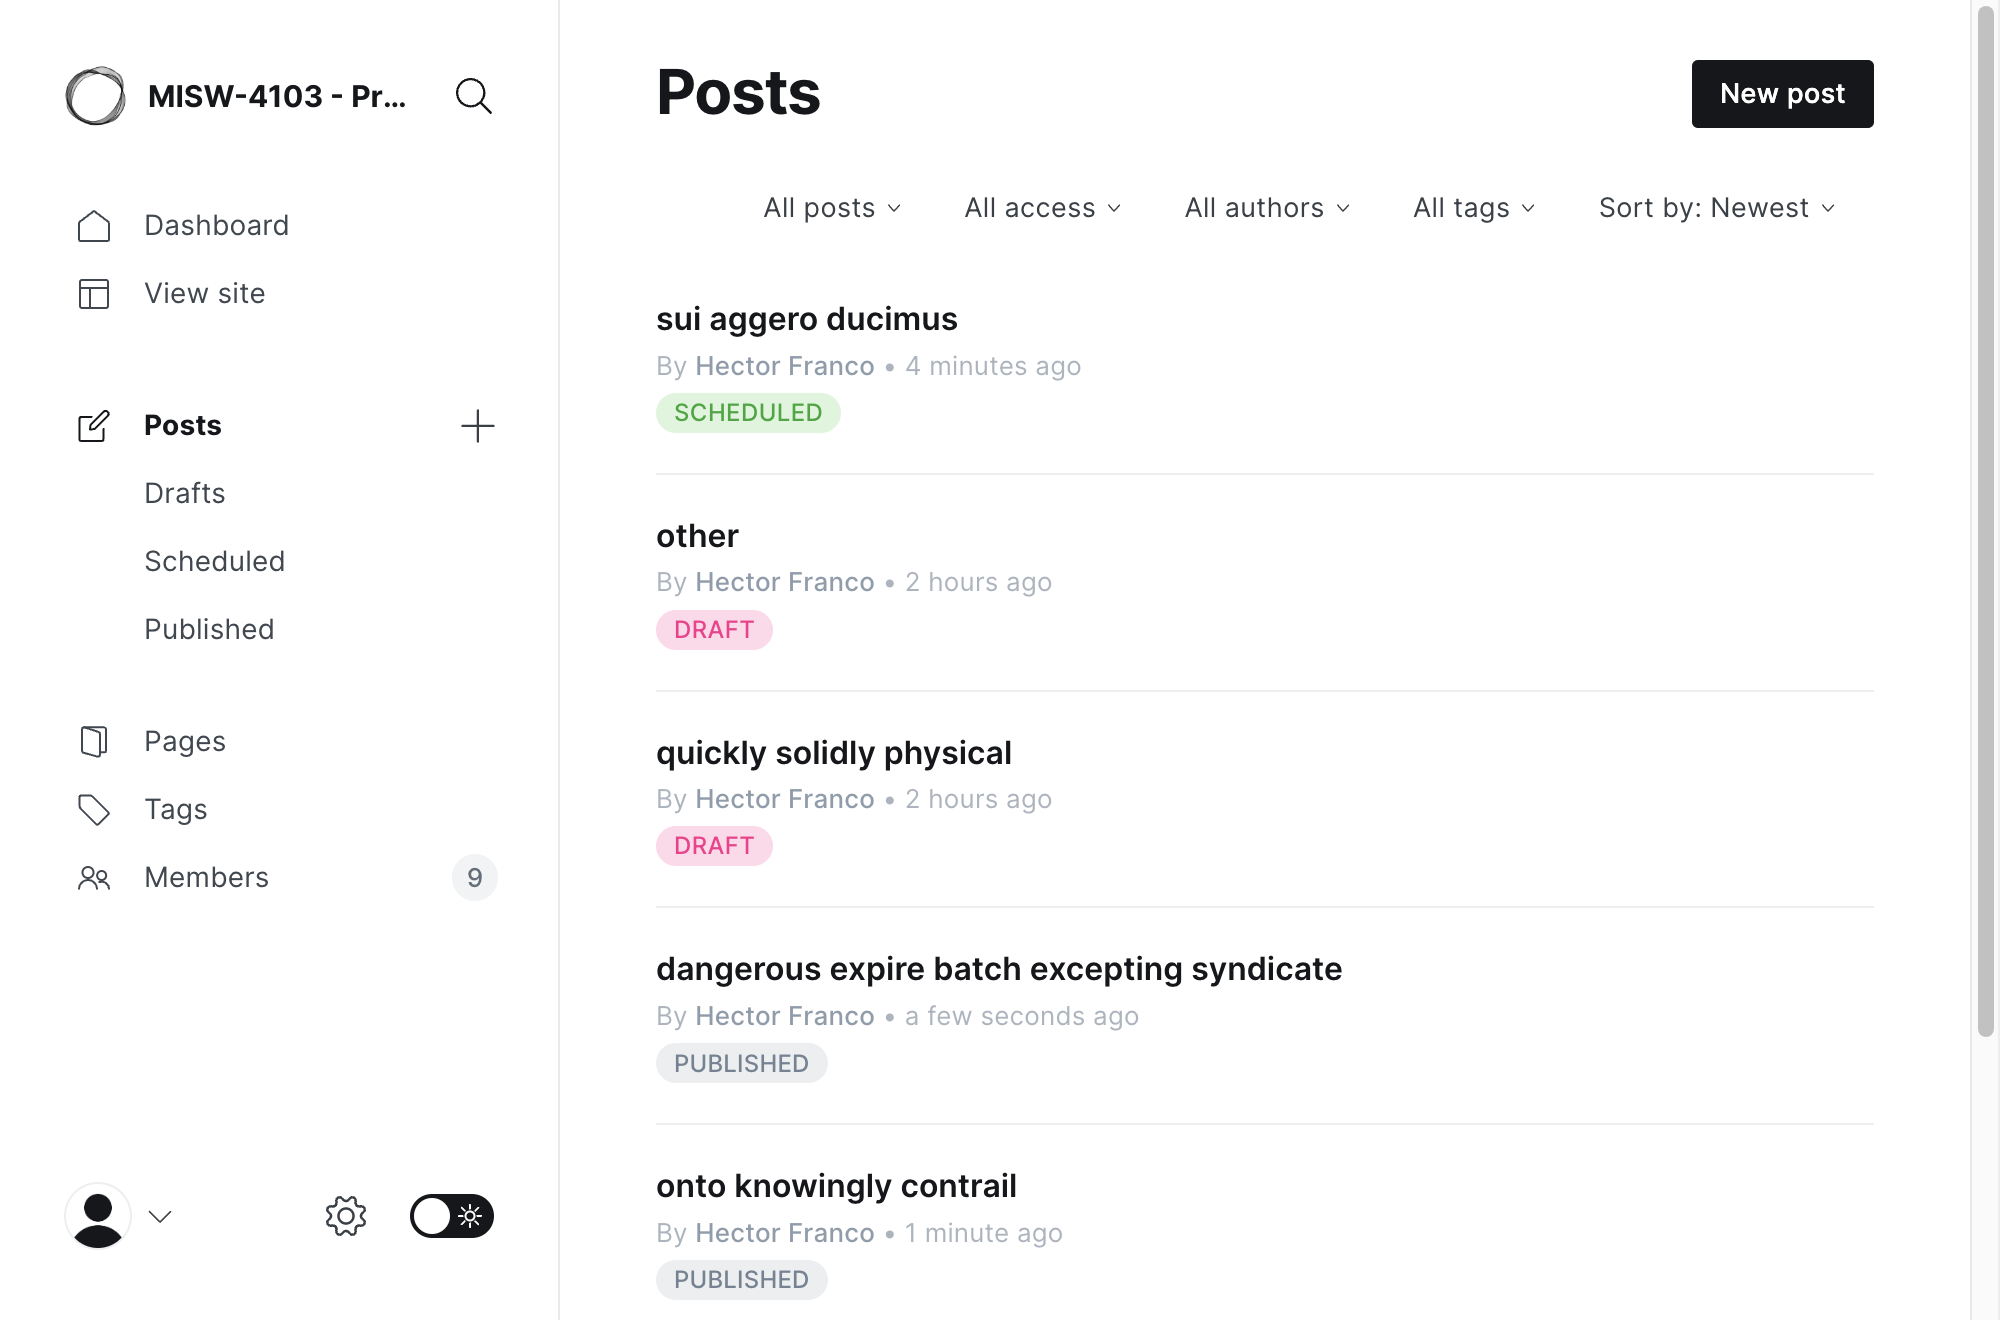 MISW-4103 - Pr...
Dashboard
View site
Posts
Drafts
Scheduled
Published
Pages
Tags
Members 9
Posts
New post
All posts All access All authors All tags Sort by: Newest
sui aggero ducimus
By Hector Franco • 4 minutes ago
SCHEDULED
other
By Hector Franco • 2 hours ago
DRAFT
quickly solidly physical
By Hector Franco • 2 hours ago
DRAFT
dangerous expire batch excepting syndicate
By Hector Franco • a few seconds ago
PUBLISHED
onto knowingly contrail
By Hector Franco • 1 minute ago
PUBLISHED